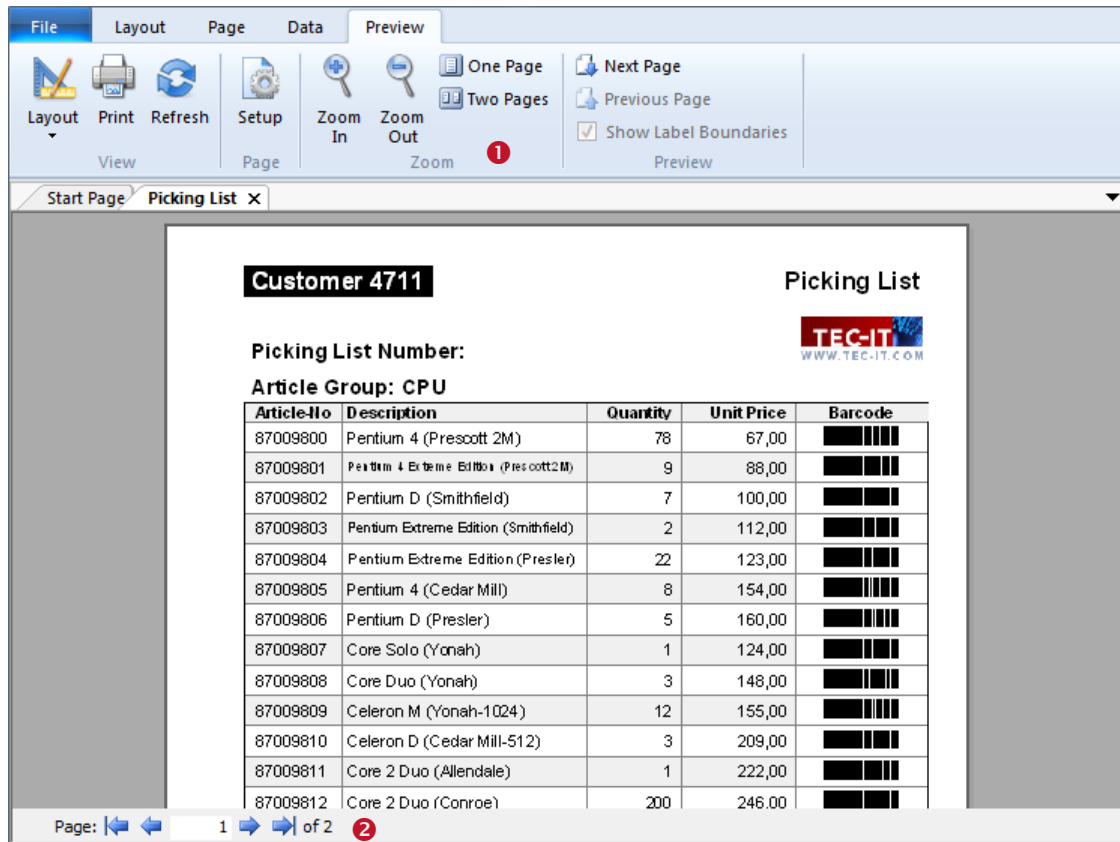 File Layout Page Data Preview
One Page Next Page
Two Pages Previous Page
Layout Print Refresh Setup Zoom In Zoom Out Show Label Boundaries
View Page Zoom 1 Preview
Start Page Picking List X
Customer 4711 Picking List
TEC-IT
WWW.TEC-IT.COM
Picking List Number:
Article Group: CPU
Article-No Description Quantity Unit Price Barcode
87009800 Pentium 4 (Prescott 2M) 78 67,00
87009801 Pentium 4 Extreme Edition (Prescott 2M) 9 88,00
87009802 Pentium D (Smithfield) 7 100,00
87009803 Pentium Extreme Edition (Smithfield) 2 112,00
87009804 Pentium Extreme Edition (Presler) 22 123,00
87009805 Pentium 4 (Cedar Mill) 8 154,00
87009806 Pentium D (Presler) 5 160,00
87009807 Core Solo (Yonah) 1 124,00
87009808 Core Duo (Yonah) 3 148,00
87009809 Celeron M (Yonah-1024) 12 155,00
87009810 Celeron D (Cedar Mill-512) 3 209,00
87009811 Core 2 Duo (Allendale) 1 222,00
87009812 Core 2 Duo (Conroe) 200 246,00
Page: 1 of 2 2